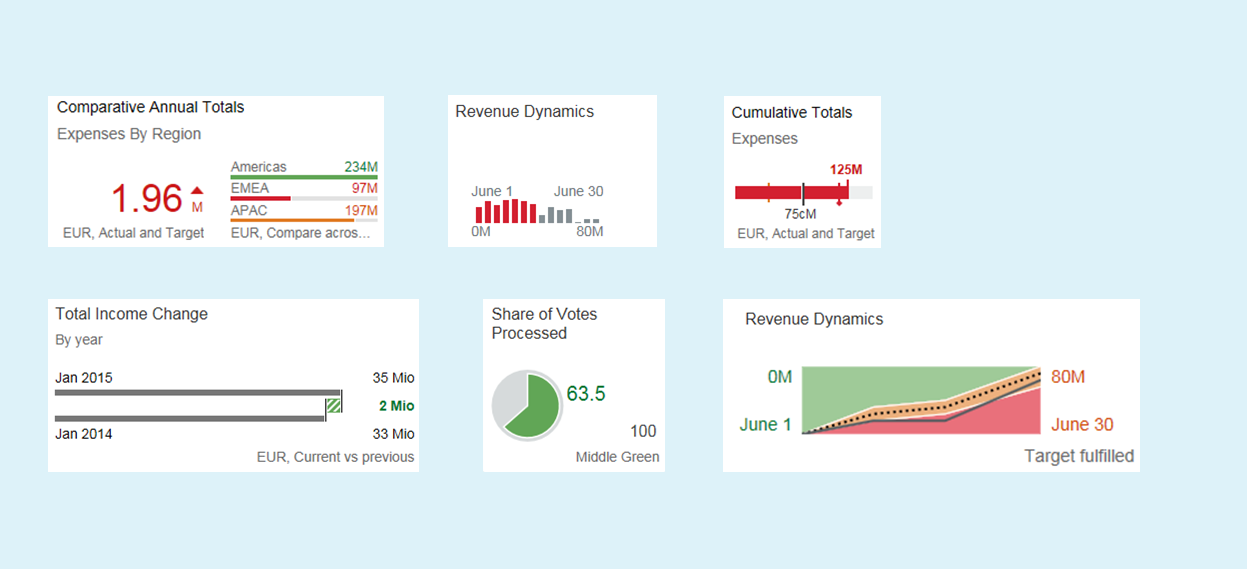 Comparative Annual Totals
Expenses By Region
1.96
M
EUR, Actual and Target
Americas 234M
EMEA 97M
APAC 197M
EUR, Compare acros...
Revenue Dynamics
June 1 June 30
0M 80M
Cumulative Totals
Expenses
125M
75cM
EUR, Actual and Target
Total Income Change
By year
Jan 2015 35 Mio
2 Mio
Jan 2014 33 Mio
EUR, Current vs previous
Share of Votes
Processed
63.5
100
Middle Green
Revenue Dynamics
0M 80M
June 1 June 30
Target fulfilled